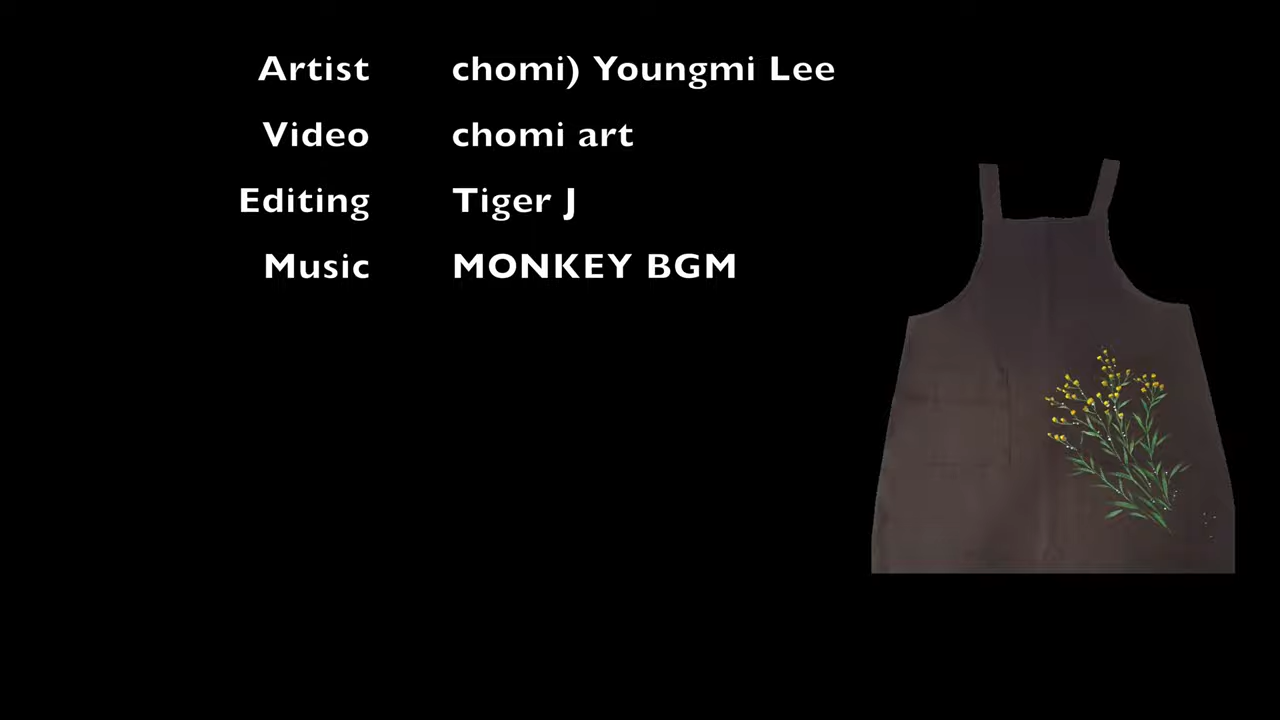 Artist chomi) Youngmi Lee
Video chomi art
Editing Tiger J
Music MONKEY BGM